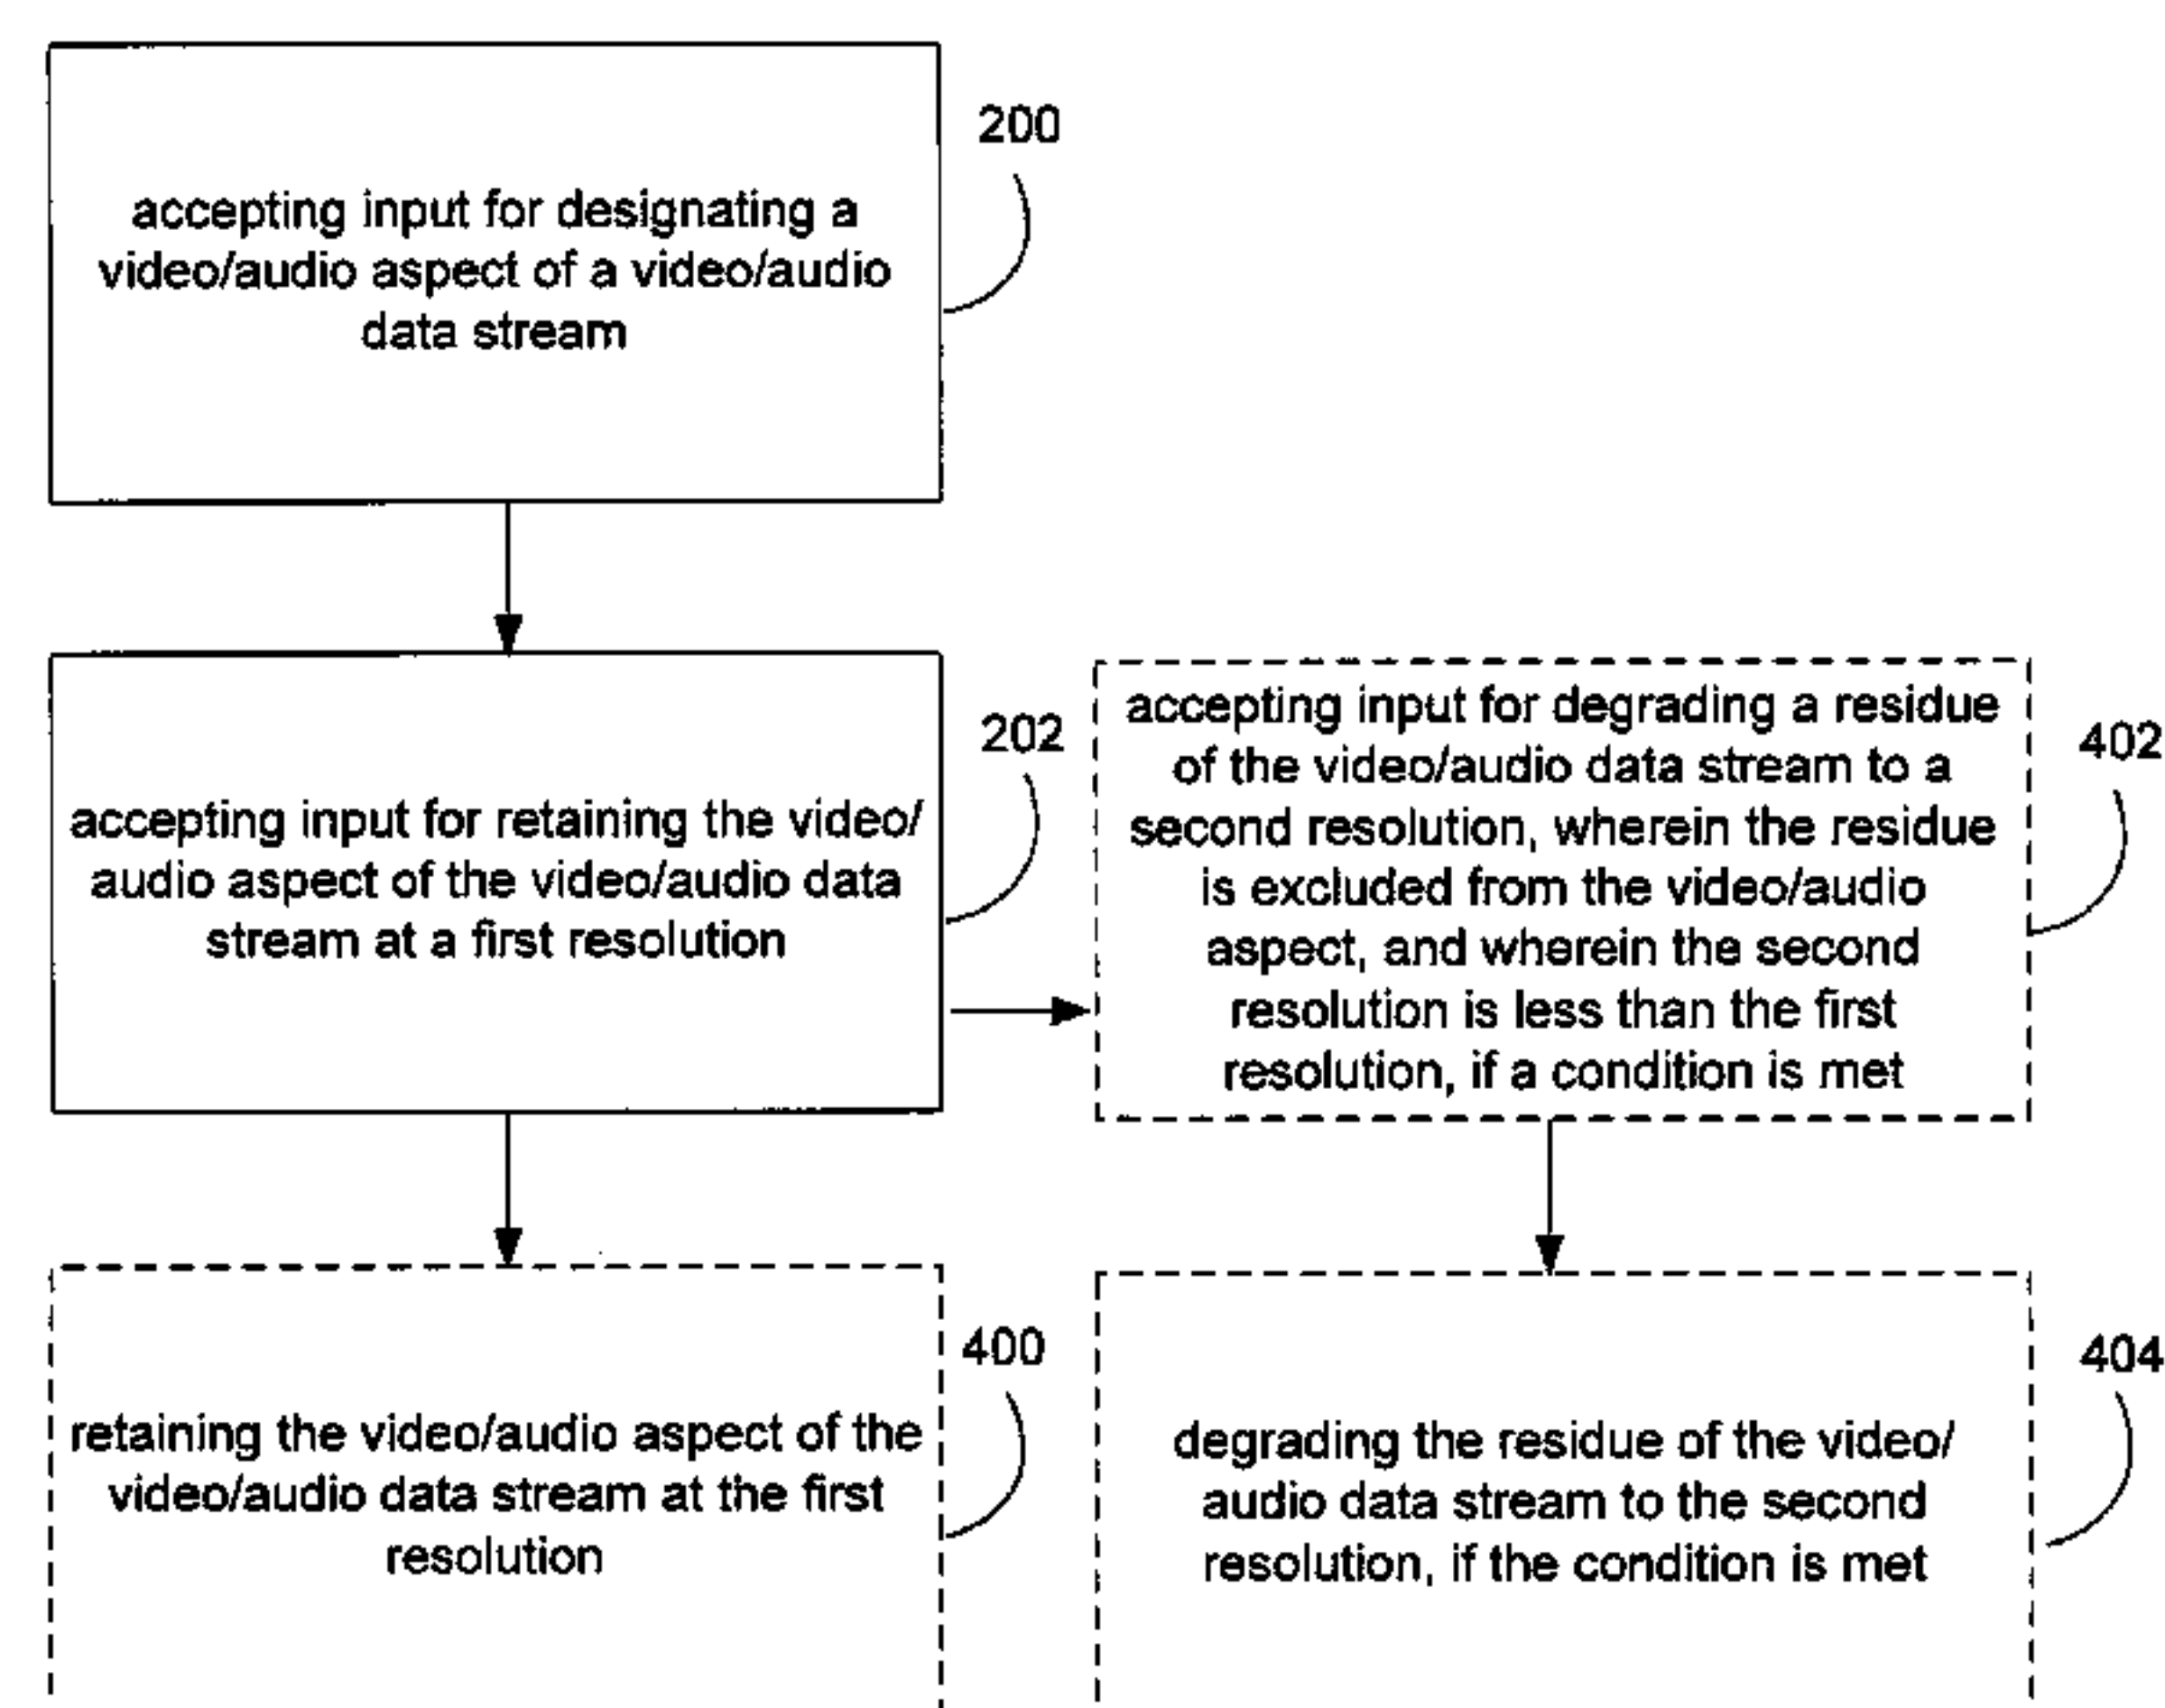 200
accepting input for designating a
video/audio aspect of a video/audio
data stream
202
accepting input for retaining the video/
audio aspect of the video/audio data
stream at a first resolution
402
accepting input for degrading a residue
of the video/audio data stream to a
second resolution, wherein the residue
is excluded from the video/audio
aspect, and wherein the second
resolution is less than the first
resolution, if a condition is met
400
retaining the video/audio aspect of the
video/audio data stream at the first
resolution
404
degrading the residue of the video/
audio data stream to the second
resolution, if the condition is met